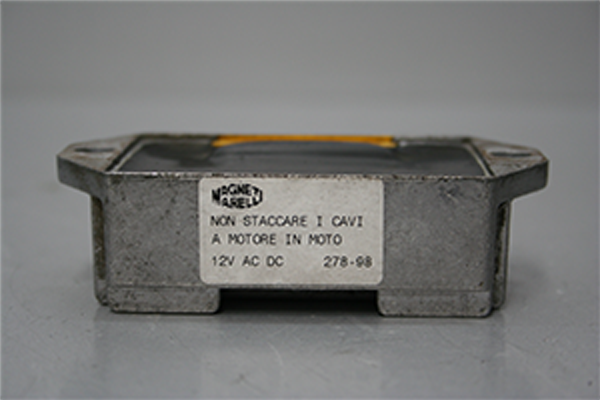 MAGNETI
MARELLI
NON STACCARE I CAVI
A MOTORE IN MOTO
12V AC DC 278-98